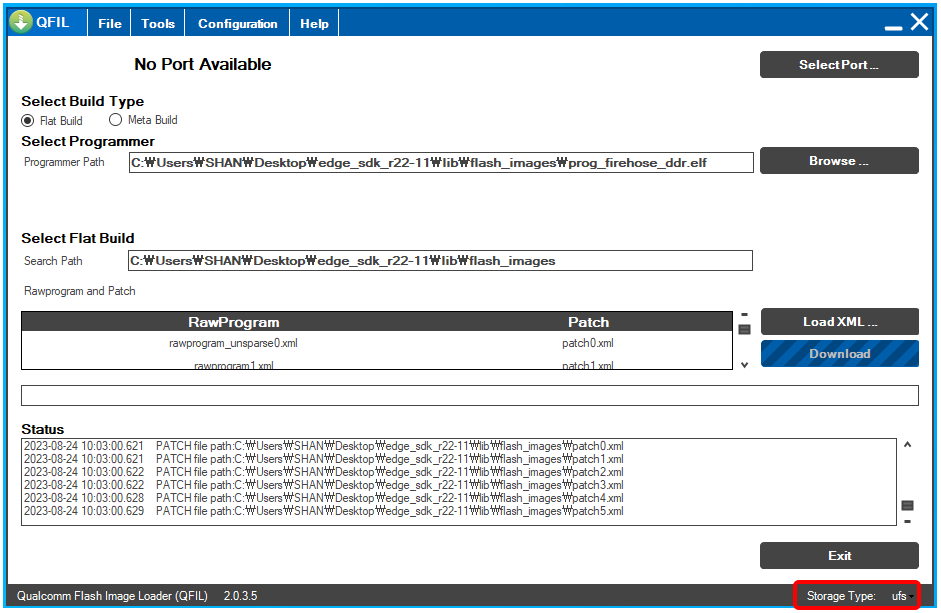 QFIL File Tools Configuration Help
No Port Available
Select Port ...
Select Build Type
Flat Build Meta Build
Select Programmer
Programmer Path C:₩Users₩SHAN₩Desktop₩edge_sdk_r22-11₩lib₩flash_images₩prog_firehose_ddr.elf Browse ...
Select Flat Build
Search Path C:₩Users₩SHAN₩Desktop₩edge_sdk_r22-11₩lib₩flash_images
Rawprogram and Patch
RawProgram Patch
Load XML ...
rawprogram_unsparse0.xml patch0.xml
Download
rawprogram1.xml patch1.xml
Status
2023-08-24 10:03:00.621 PATCH file path:C:₩Users₩SHAN₩Desktop₩edge_sdk_r22-11₩lib₩flash_images₩patch0.xml
2023-08-24 10:03:00.621 PATCH file path:C:₩Users₩SHAN₩Desktop₩edge_sdk_r22-11₩lib₩flash_images₩patch1.xml
2023-08-24 10:03:00.622 PATCH file path:C:₩Users₩SHAN₩Desktop₩edge_sdk_r22-11₩lib₩flash_images₩patch2.xml
2023-08-24 10:03:00.622 PATCH file path:C:₩Users₩SHAN₩Desktop₩edge_sdk_r22-11₩lib₩flash_images₩patch3.xml
2023-08-24 10:03:00.628 PATCH file path:C:₩Users₩SHAN₩Desktop₩edge_sdk_r22-11₩lib₩flash_images₩patch4.xml
2023-08-24 10:03:00.629 PATCH file path:C:₩Users₩SHAN₩Desktop₩edge_sdk_r22-11₩lib₩flash_images₩patch5.xml
Exit
Qualcomm Flash Image Loader (QFIL) 2.0.3.5 Storage Type: ufs